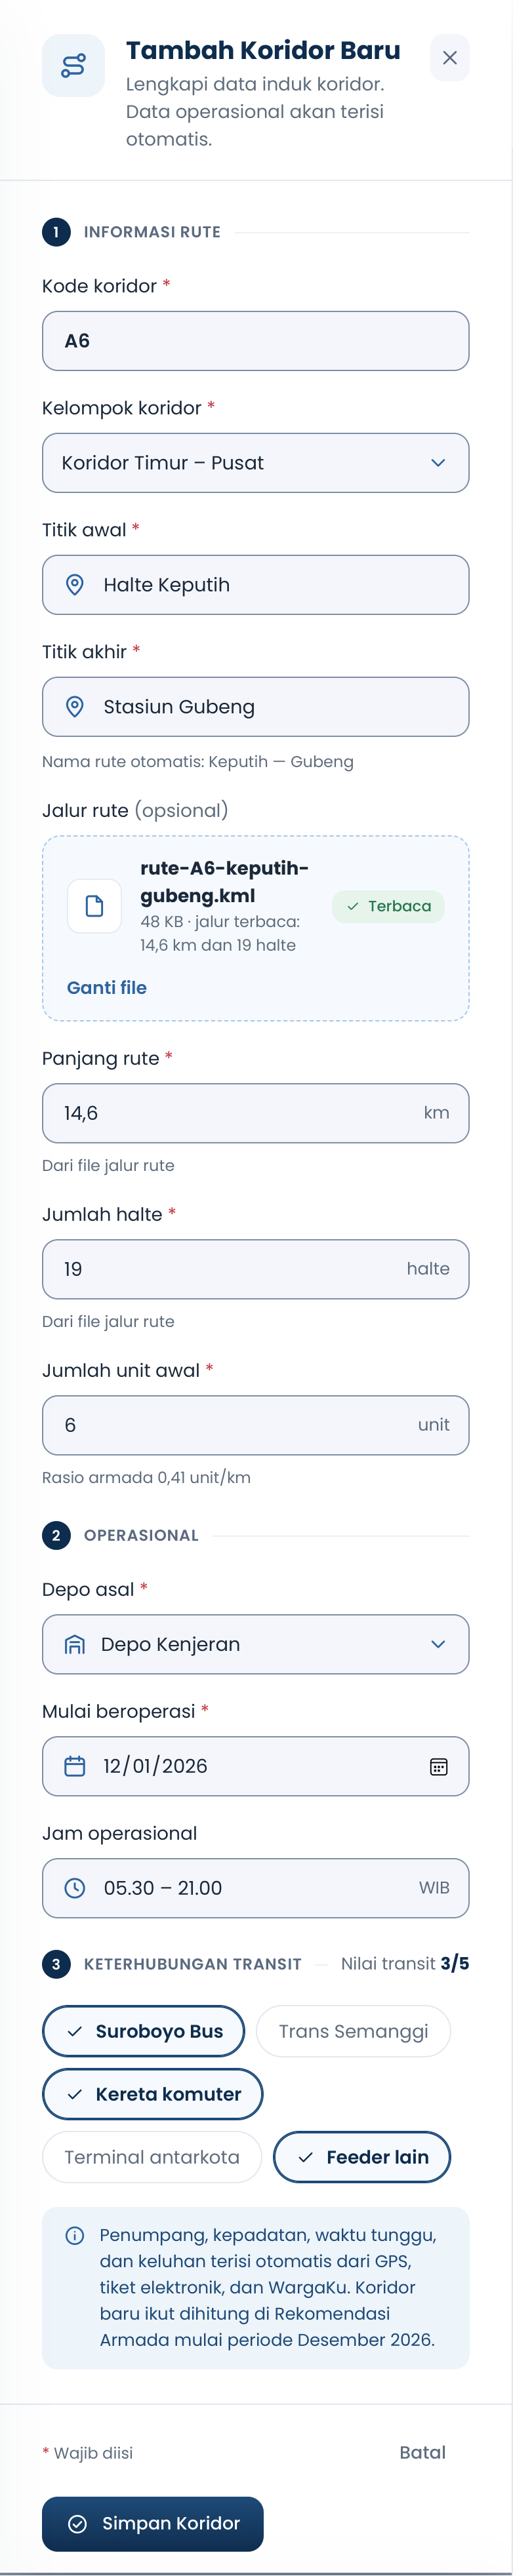 Tambah Koridor Baru
Lengkapi data induk koridor.
Data operasional akan terisi
otomatis.
1 INFORMASI RUTE
Kode koridor *
A6
Kelompok koridor *
Koridor Timur – Pusat
Titik awal *
Halte Keputih
Titik akhir *
Stasiun Gubeng
Nama rute otomatis: Keputih — Gubeng
Jalur rute (opsional)
rute-A6-keputih-
gubeng.kml
48 KB · jalur terbaca:
14,6 km dan 19 halte
Terbaca
Ganti file
Panjang rute *
14,6 km
Dari file jalur rute
Jumlah halte *
19 halte
Dari file jalur rute
Jumlah unit awal *
6 unit
Rasio armada 0,41 unit/km
2 OPERASIONAL
Depo asal *
Depo Kenjeran
Mulai beroperasi *
12/01/2026
Jam operasional
05.30 – 21.00 WIB
3 KETERHUBUNGAN TRANSIT Nilai transit 3/5
Suroboyo Bus Trans Semanggi
Kereta komuter
Terminal antarkota Feeder lain
Penumpang, kepadatan, waktu tunggu,
dan keluhan terisi otomatis dari GPS,
tiket elektronik, dan WargaKu. Koridor
baru ikut dihitung di Rekomendasi
Armada mulai periode Desember 2026.
* Wajib diisi Batal
Simpan Koridor